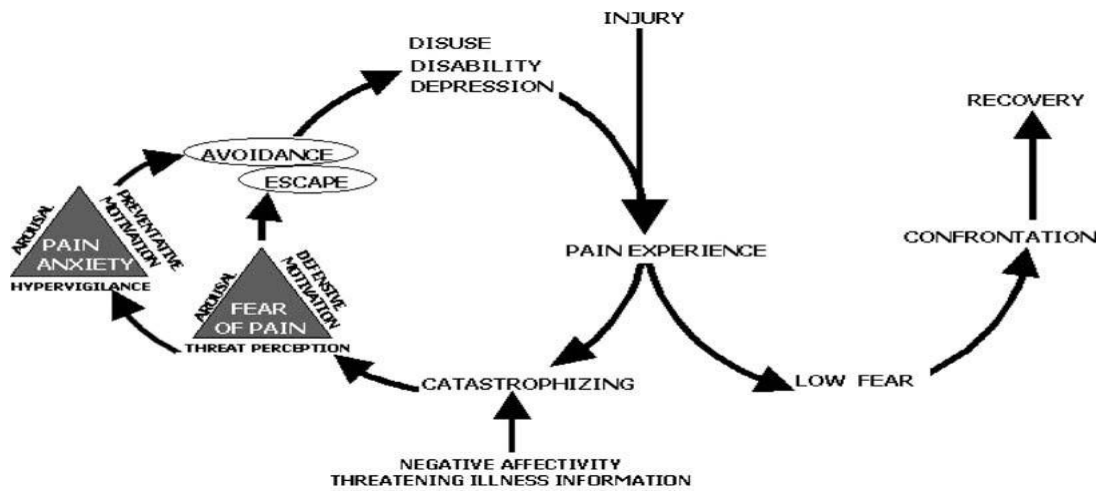 INJURY
DISUSE
DISABILITY
DEPRESSION
RECOVERY
AVOIDANCE
ESCAPE
AROUSAL
PREVENTATIVE
MOTIVATION
PAIN
ANXIETY
HYPERVIGILANCE
PAIN EXPERIENCE
CONFRONTATION
AROUSAL
DEFENSIVE
MOTIVATION
FEAR
OF PAIN
THREAT PERCEPTION
CATASTROPHIZING
LOW FEAR
NEGATIVE AFFECTIVITY
THREATENING ILLNESS INFORMATION